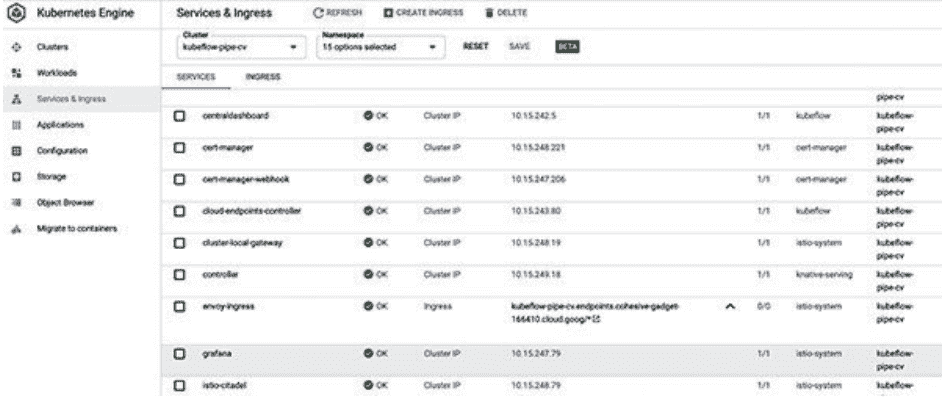 Kubernetes Engine
Services & Ingress
REFRESH
CREATE INGRESS
DELETE
Clusters
Workloads
Services & Ingress
Applications
Configuration
Storage
Object Browser
Migrate to containers
Cluster
kubeflow-pipe-cv
Namespace
15 options selected
RESET
SAVE
BETA
SERVICES
INGRESS
pipe-cv
centraldashboard OK Cluster IP 10.15.242.5 1/1 kubeflow kubeflow-
pipe-cv
cert-manager OK Cluster IP 10.15.248.221 1/1 cert-manager kubeflow-
pipe-cv
cert-manager-webhook OK Cluster IP 10.15.247.206 1/1 cert-manager kubeflow-
pipe-cv
cloud-endpoints-controller OK Cluster IP 10.15.243.80 1/1 kubeflow kubeflow-
pipe-cv
cluster-local-gateway OK Cluster IP 10.15.248.19 1/1 istio-system kubeflow-
pipe-cv
controller OK Cluster IP 10.15.249.18 1/1 knative-serving kubeflow-
pipe-cv
envoy-ingress OK Ingress kubeflow-pipe-cv.endpoints.cohesive-gadget- 0/0 istio-system kubeflow-
166410.cloud.goog/* pipe-cv
grafana OK Cluster IP 10.15.247.79 1/1 istio-system kubeflow-
pipe-cv
istio-citadel OK Cluster IP 10.15.248.79 1/1 istio-system kubeflow-